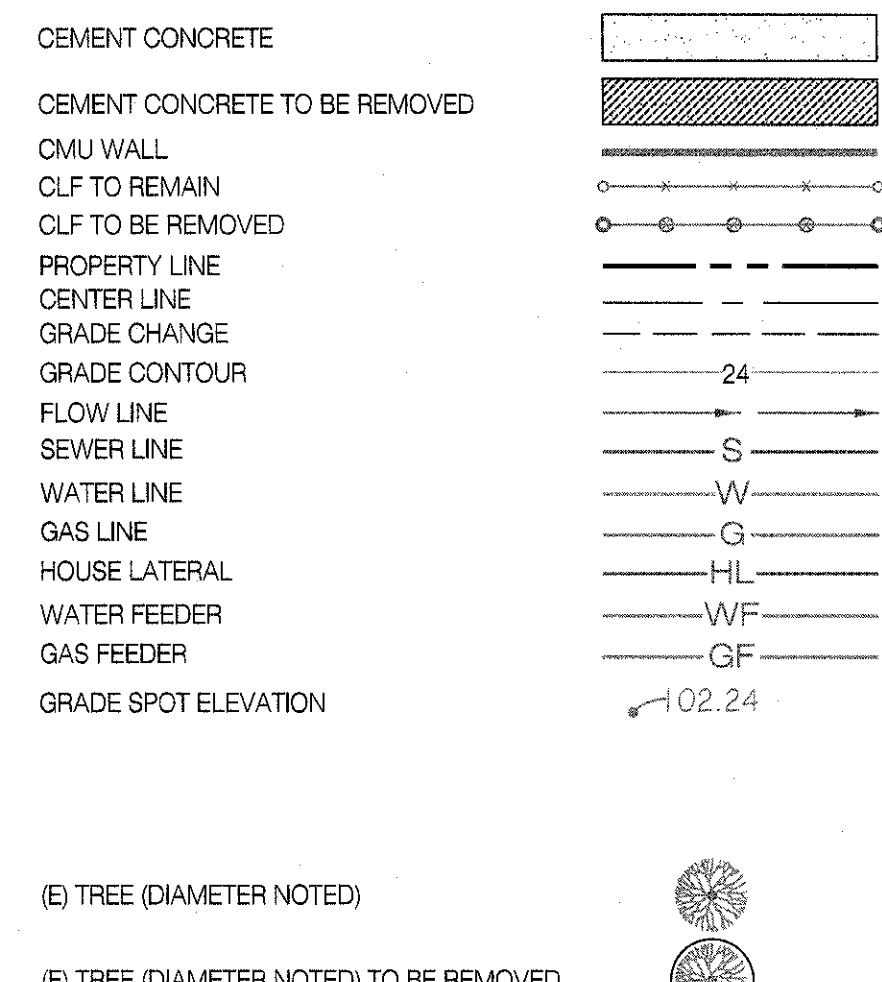 CEMENT CONCRETE
CEMENT CONCRETE TO BE REMOVED
CMU WALL
CLF TO REMAIN
CLF TO BE REMOVED
PROPERTY LINE
CENTER LINE
GRADE CHANGE
GRADE CONTOUR 24
FLOW LINE
SEWER LINE S
WATER LINE W
GAS LINE G
HOUSE LATERAL HL
WATER FEEDER WF
GAS FEEDER GF
GRADE SPOT ELEVATION 102.24
(E) TREE (DIAMETER NOTED)
(E) TREE (DIAMETER NOTED) TO BE REMOVED